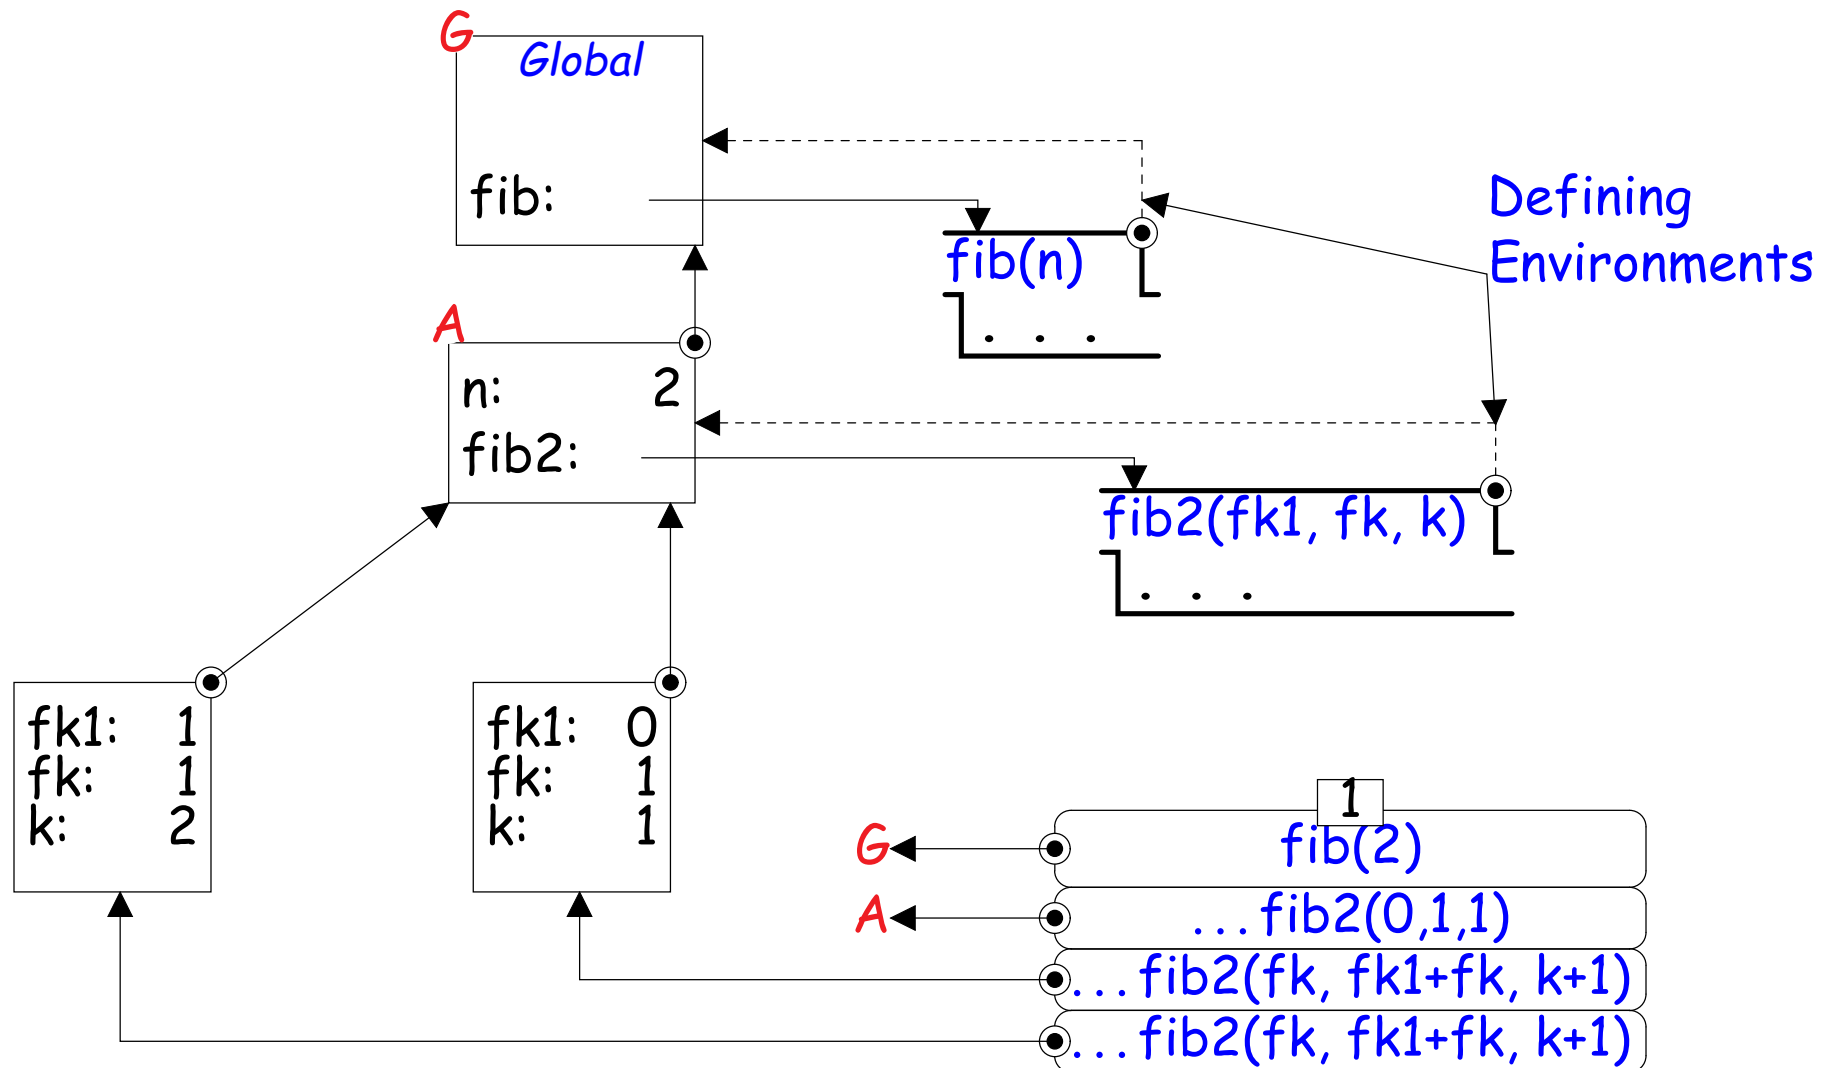 G
Global
fib:
fib(n)
. . .
Defining
Environments
A
n: 2
fib2:
fib2(fk1, fk, k)
. . .
fk1: 1
fk: 1
k: 2
fk1: 0
fk: 1
k: 1
1
G
fib(2)
A
...fib2(0,1,1)
...fib2(fk, fk1+fk, k+1)
...fib2(fk, fk1+fk, k+1)